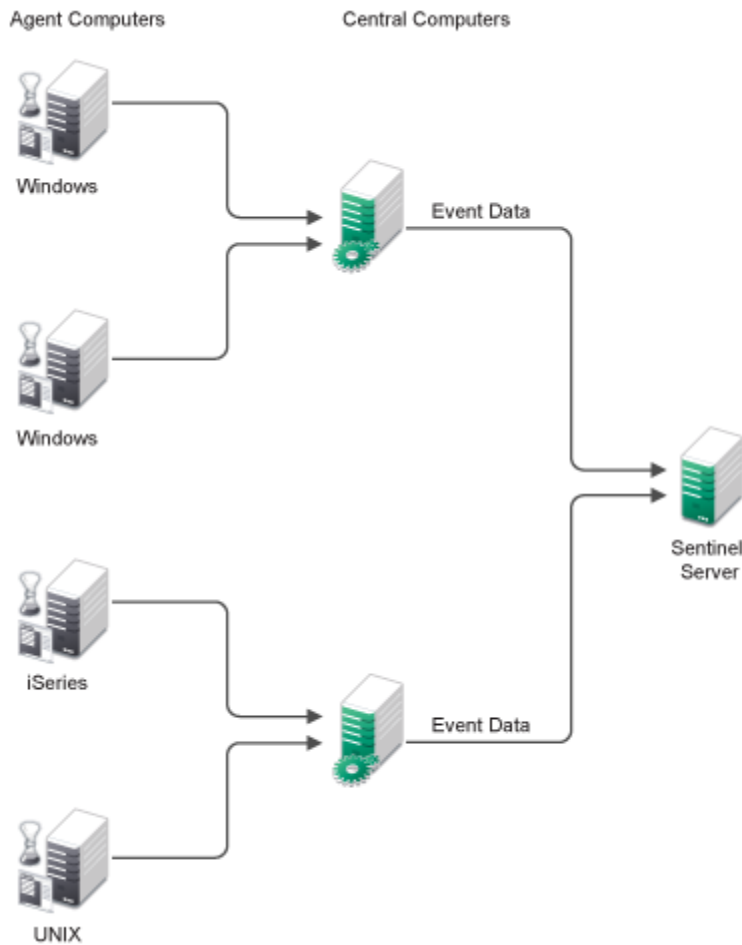 Agent Computers
Central Computers
Windows
Event Data
Windows
Sentinel
Server
iSeries
Event Data
UNIX